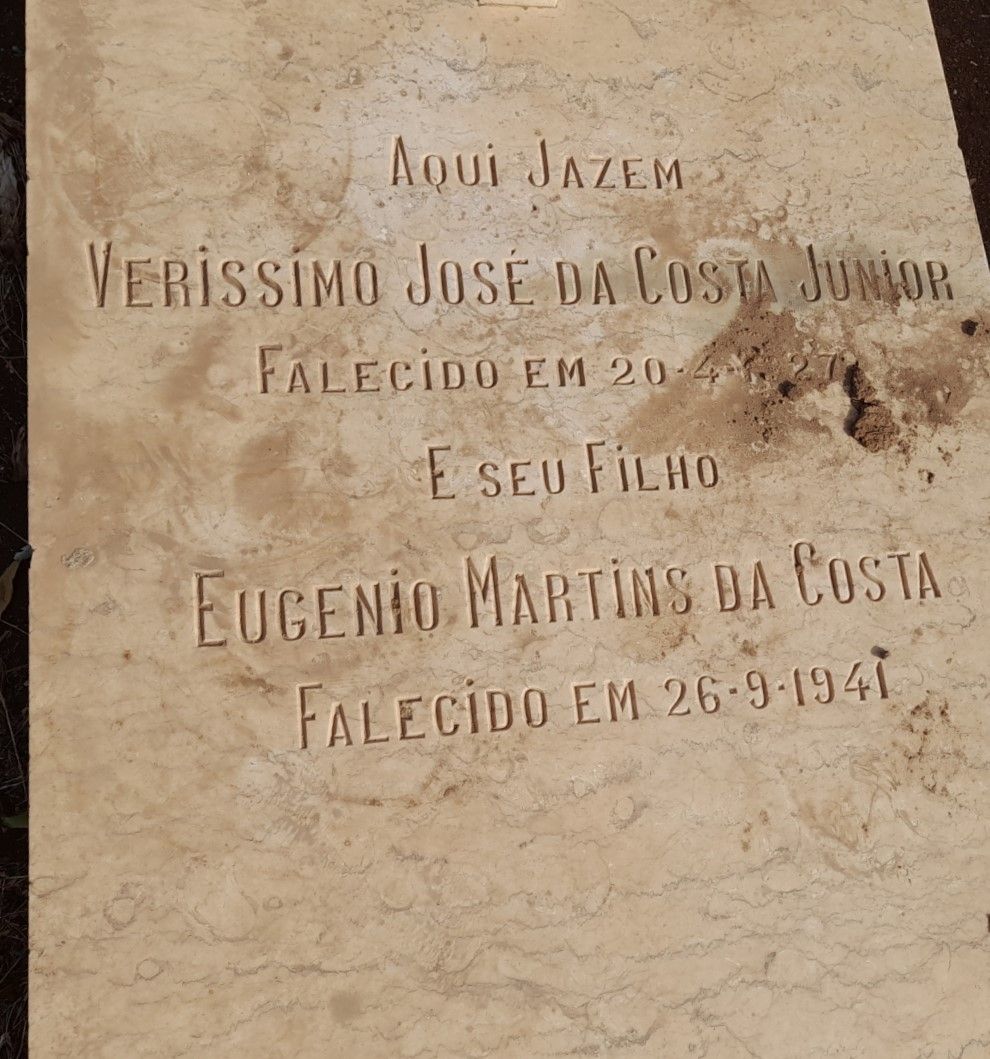 AQUI JAZEM
VERISSIMO JOSÉ DA COSTA JUNIOR
FALECIDO EM
E SEU FILHO
EUGENIO MARTINS DA COSTA
FALECIDO EM 26-9-1941